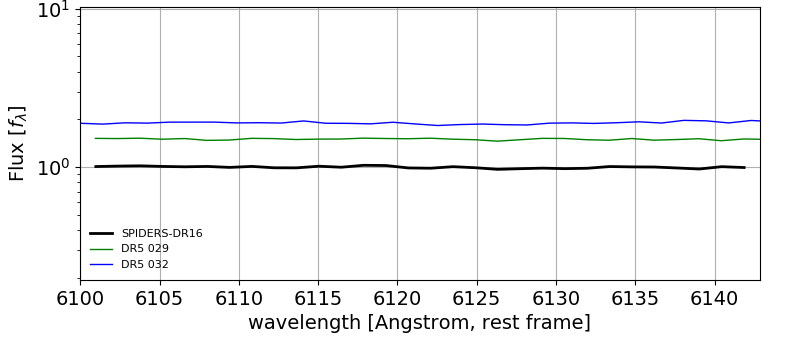 10¹
10⁰
Flux [fλ]
SPIDERS-DR16
DR5 029
DR5 032
6100 6105 6110 6115 6120 6125 6130 6135 6140
wavelength [Angstrom, rest frame]